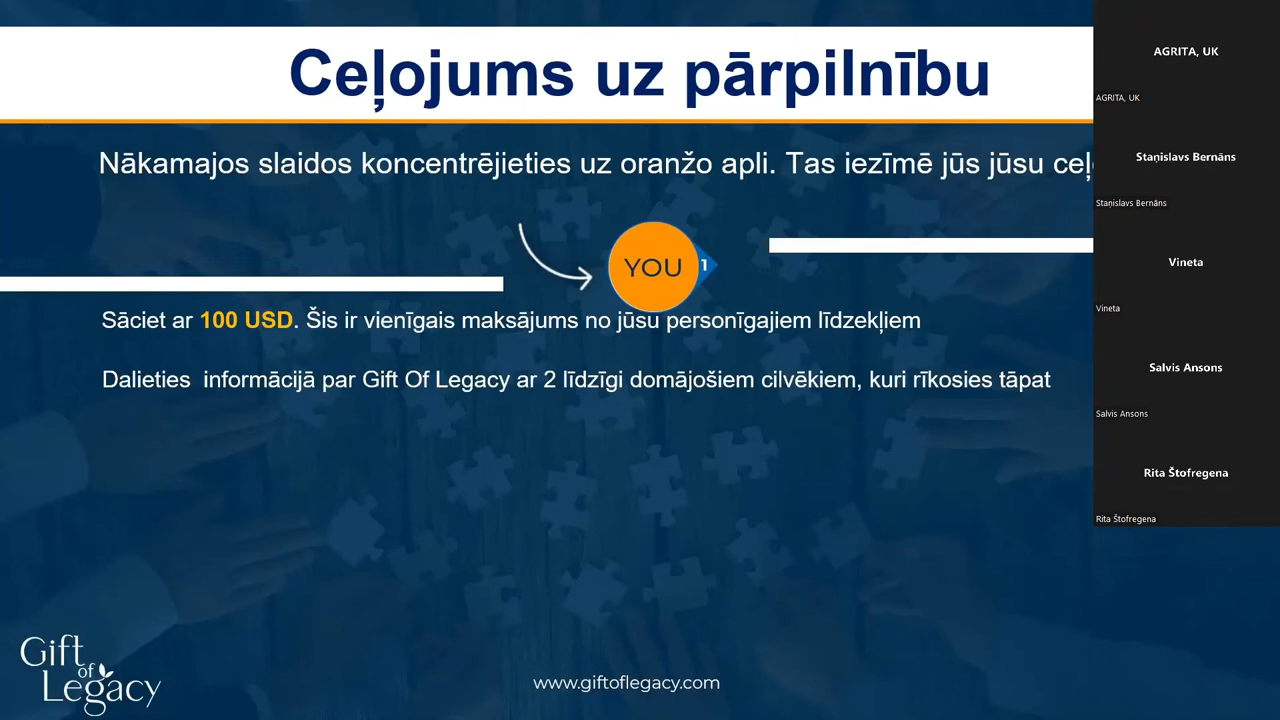 Ceļojums uz pārpilnību
Nākamajos slaidos koncentrējieties uz oranžo apli. Tas iezīmē jūs jūsu
YOU 1
Sāciet ar 100 USD. Šis ir vienīgais maksājums no jūsu personīgajiem līdzekļiem
Dalieties informācijā par Gift Of Legacy ar 2 līdzīgi domājošiem cilvēkiem, kuri rīkosies tāpat
Gift
of
Legacy
www.giftoflegacy.com
AGRITA, UK
AGRITA, UK
Staņislavs Bernāns
Staņislavs Bernāns
Vineta
Vineta
Salvis Ansons
Salvis Ansons
Rita Štofregena
Rita Štofregena